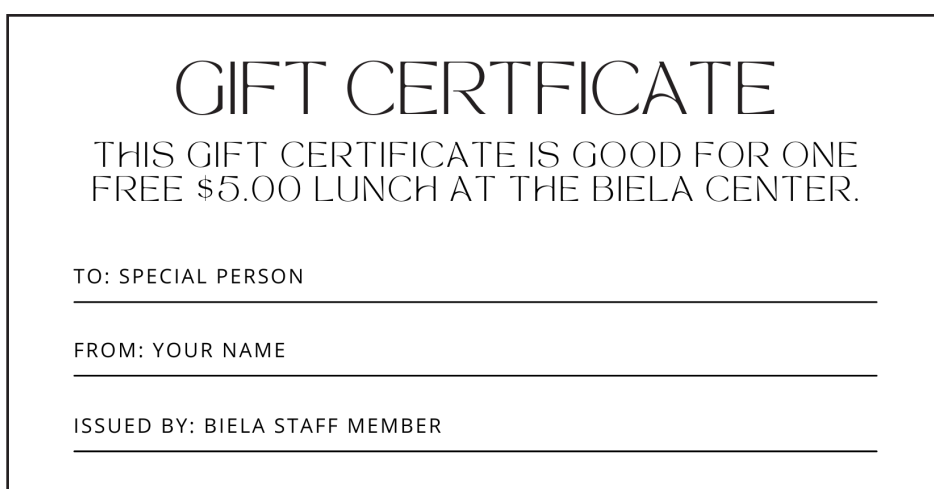 GIFT CERTFICATE
THIS GIFT CERTIFICATE IS GOOD FOR ONE
FREE $5.00 LUNCH AT THE BIELA CENTER.
TO: SPECIAL PERSON
FROM: YOUR NAME
ISSUED BY: BIELA STAFF MEMBER